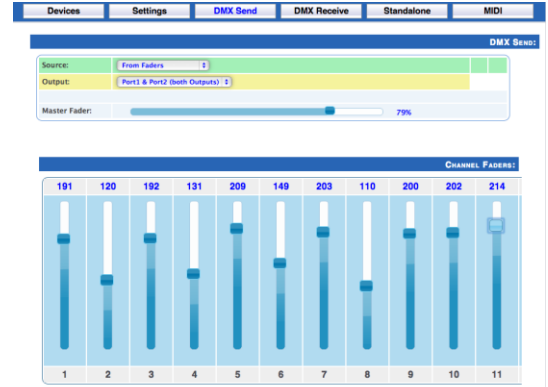 Devices Settings DMX Send DMX Receive Standalone MIDI
DMX SEND:
Source: From Faders
Output: Port1 & Port2 (both Outputs)
Master Fader: 79%
CHANNEL FADERS:
191 120 192 131 209 149 203 110 200 202 214
1 2 3 4 5 6 7 8 9 10 11